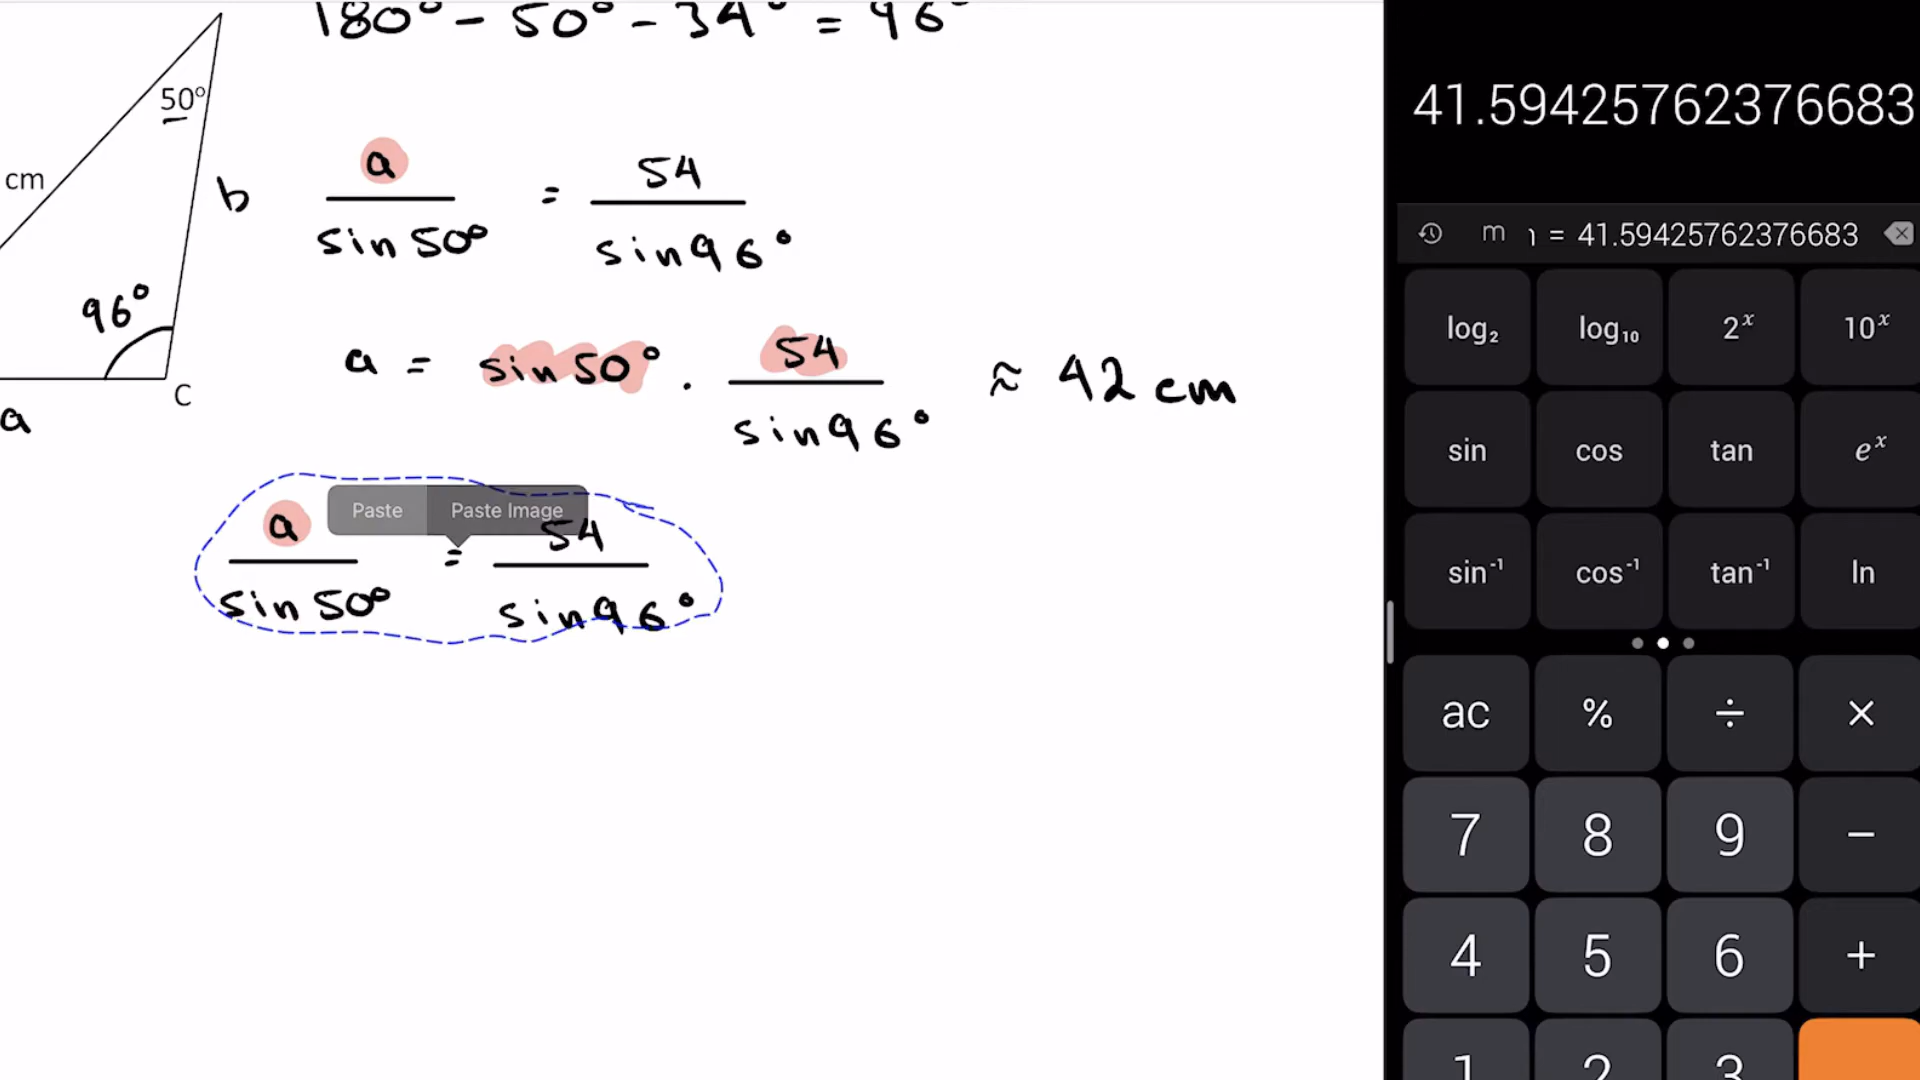 180° - 50° - 34° = 96°
50°
cm
b
a / sin 50° = 54 / sin 96°
96°
C
a
a = sin 50° · 54 / sin 96° ≈ 42 cm
Paste Paste Image
a / sin 50° = 54 / sin 96°
41.59425762376683
m = 41.59425762376683
log₂ log₁₀ 2ˣ 10ˣ
sin cos tan eˣ
sin⁻¹ cos⁻¹ tan⁻¹ ln
ac % ÷ ×
7 8 9 −
4 5 6 +
1 2 3